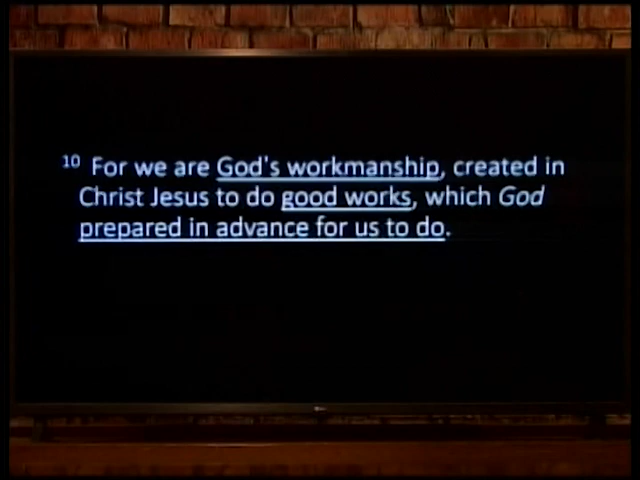 10 For we are God's workmanship, created in
Christ Jesus to do good works, which God
prepared in advance for us to do.